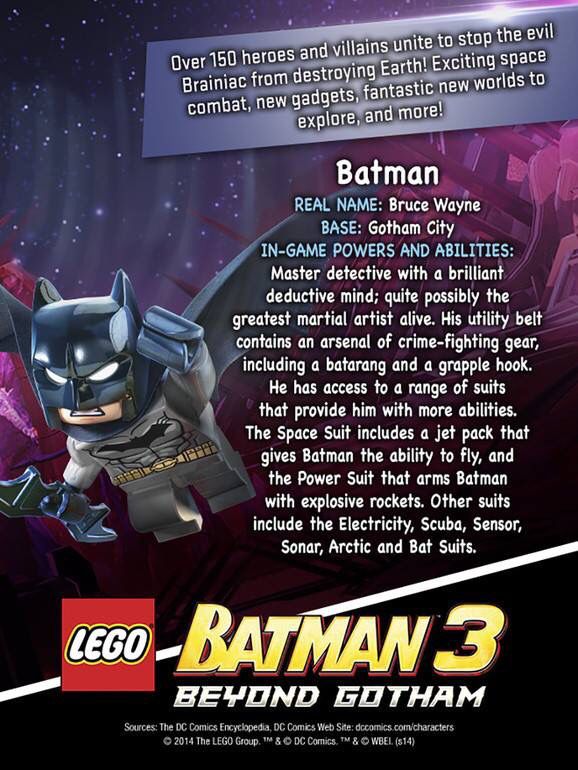 Over 150 heroes and villains unite to stop the evil
Brainiac from destroying Earth! Exciting space
combat, new gadgets, fantastic new worlds to
explore, and more!
Batman
REAL NAME: Bruce Wayne
BASE: Gotham City
IN-GAME POWERS AND ABILITIES:
Master detective with a brilliant
deductive mind; quite possibly the
greatest martial artist alive. His utility belt
contains an arsenal of crime-fighting gear,
including a batarang and a grapple hook.
He has access to a range of suits
that provide him with more abilities.
The Space Suit includes a jet pack that
gives Batman the ability to fly, and
the Power Suit that arms Batman
with explosive rockets. Other suits
include the Electricity, Scuba, Sensor,
Sonar, Arctic and Bat Suits.
LEGO BATMAN 3
BEYOND GOTHAM
Sources: The DC Comics Encyclopedia, DC Comics Web Site: dccomics.com/characters
© 2014 The LEGO Group. ™ & © DC Comics. ™ & © WBEI. (s14)